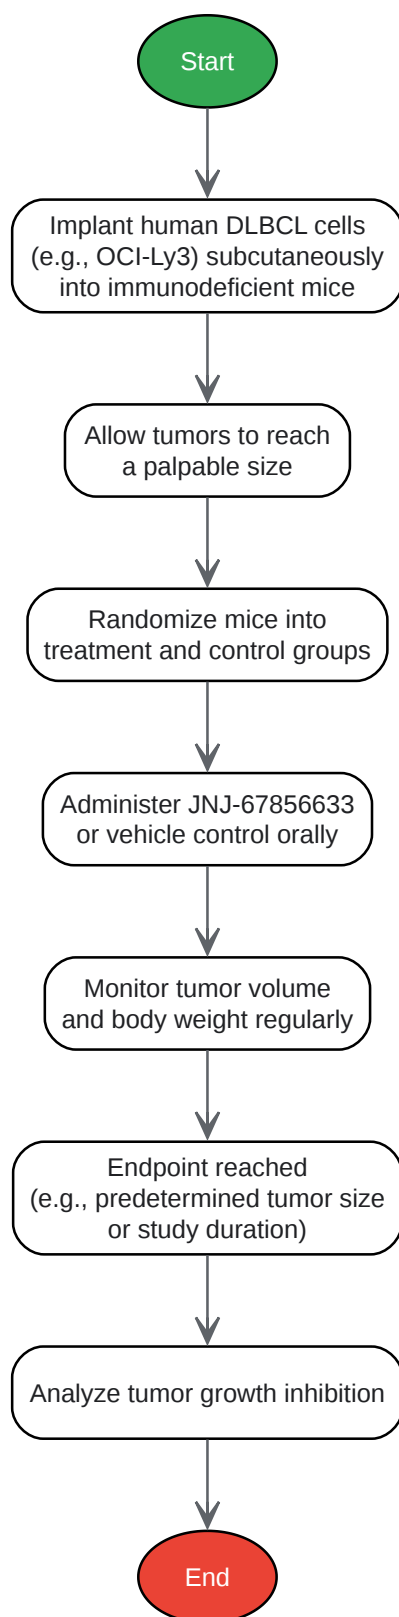 Start
Implant human DLBCL cells
(e.g., OCI-Ly3) subcutaneously
into immunodeficient mice
Allow tumors to reach
a palpable size
Randomize mice into
treatment and control groups
Administer JNJ-67856633
or vehicle control orally
Monitor tumor volume
and body weight regularly
Endpoint reached
(e.g., predetermined tumor size
or study duration)
Analyze tumor growth inhibition
End